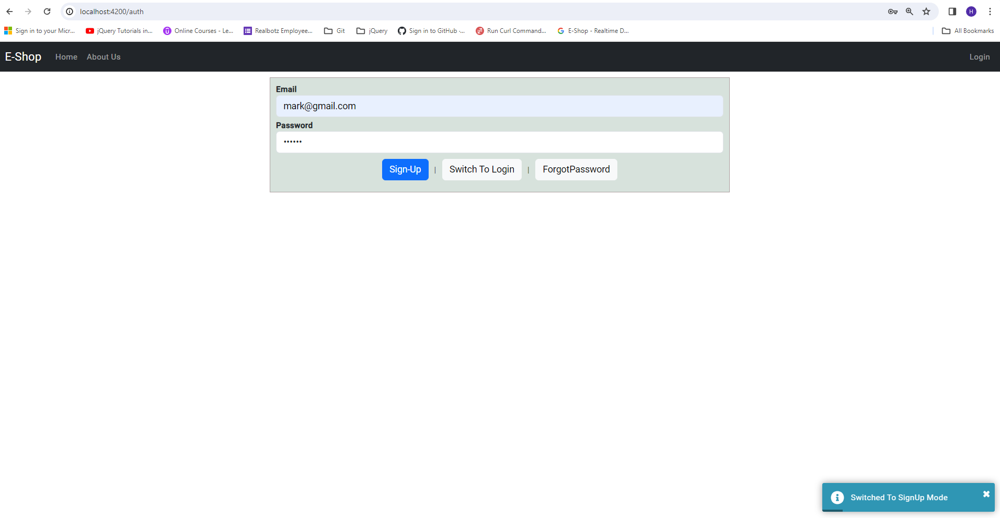 localhost:4200/auth
H
Sign in to your Micr... jQuery Tutorials in... Online Courses - Le... Realbotz Employee... Git jQuery Sign in to GitHub ·... Run Curl Command... E-Shop - Realtime D... All Bookmarks
E-Shop Home About Us Login
Email
mark@gmail.com
Password
••••••
Sign-Up | Switch To Login | ForgotPassword
Switched To SignUp Mode